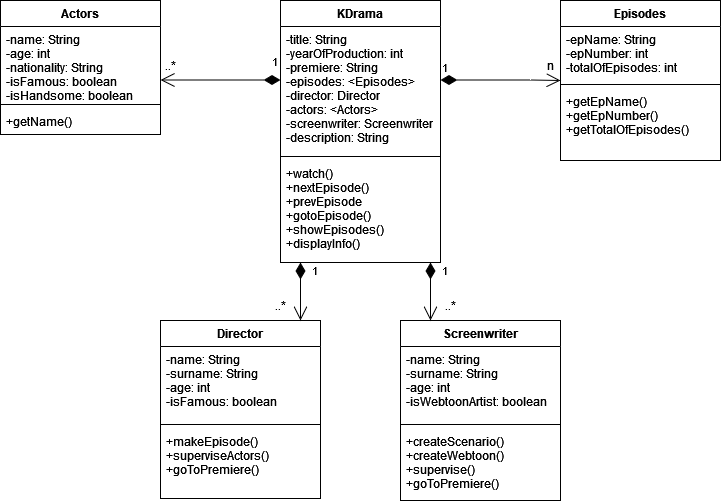 Actors
-name: String
-age: int
-nationality: String
-isFamous: boolean
-isHandsome: boolean
+getName()
..*
1
KDrama
-title: String
-yearOfProduction: int
-premiere: String
-episodes: <Episodes>
-director: Director
-actors: <Actors>
-screenwriter: Screenwriter
-description: String
+watch()
+nextEpisode()
+prevEpisode
+gotoEpisode()
+showEpisodes()
+displayInfo()
1
n
Episodes
-epName: String
-epNumber: int
-totalOfEpisodes: int
+getEpName()
+getEpNumber()
+getTotalOfEpisodes()
1
..*
1
..*
Director
-name: String
-surname: String
-age: int
-isFamous: boolean
+makeEpisode()
+superviseActors()
+goToPremiere()
Screenwriter
-name: String
-surname: String
-age: int
-isWebtoonArtist: boolean
+createScenario()
+createWebtoon()
+supervise()
+goToPremiere()